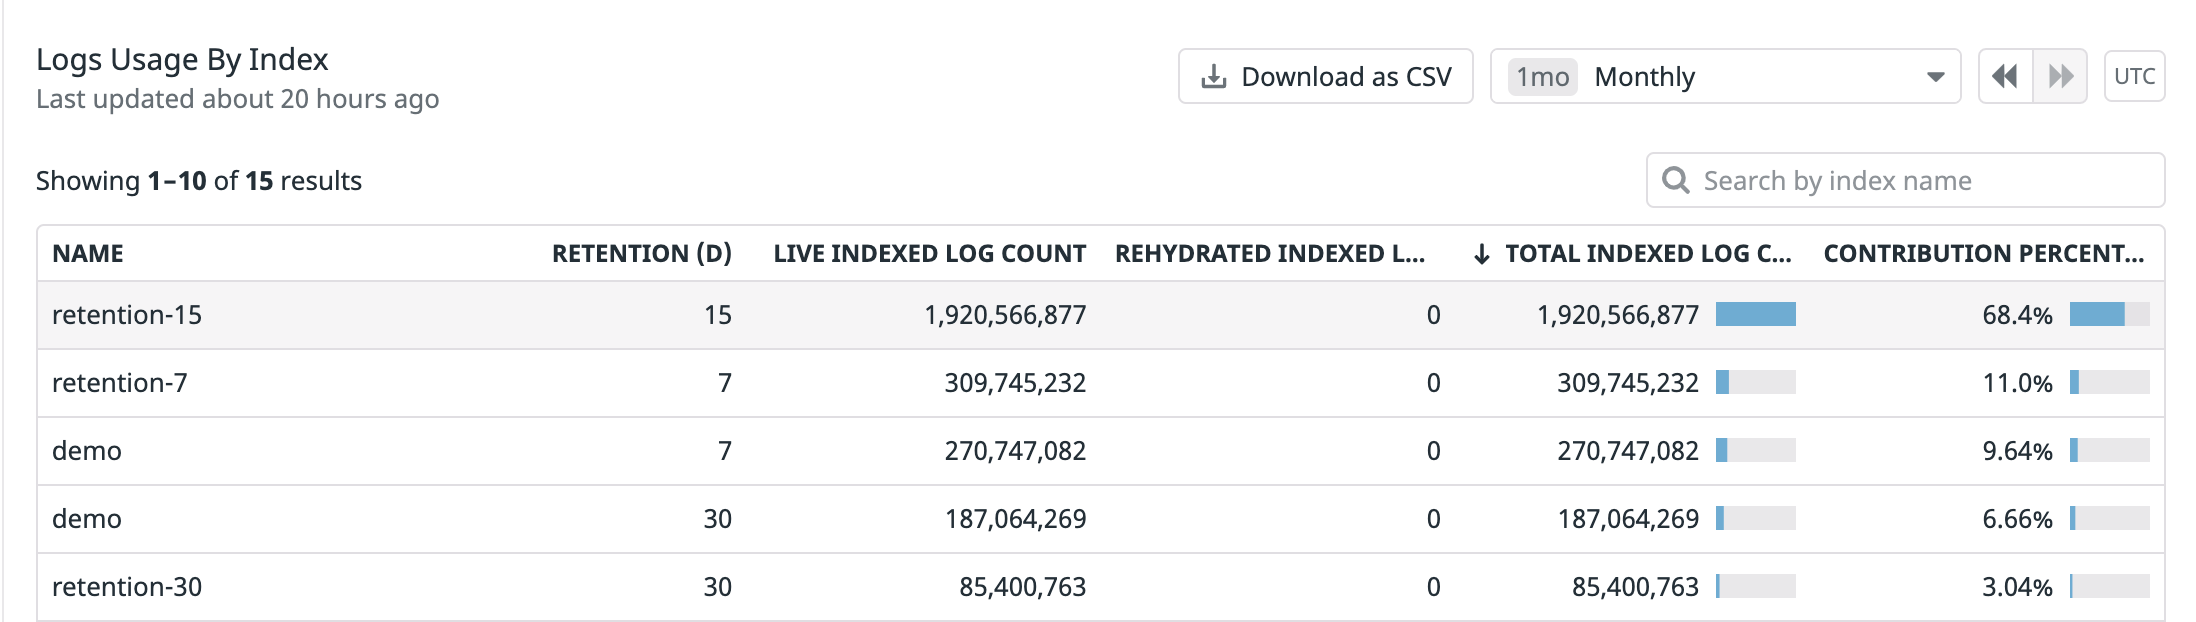 Logs Usage By Index
Last updated about 20 hours ago
Download as CSV
1mo Monthly
UTC
Showing 1–10 of 15 results
Search by index name
NAME RETENTION (D) LIVE INDEXED LOG COUNT REHYDRATED INDEXED L... ↓ TOTAL INDEXED LOG C... CONTRIBUTION PERCENT...
retention-15 15 1,920,566,877 0 1,920,566,877 68.4%
retention-7 7 309,745,232 0 309,745,232 11.0%
demo 7 270,747,082 0 270,747,082 9.64%
demo 30 187,064,269 0 187,064,269 6.66%
retention-30 30 85,400,763 0 85,400,763 3.04%